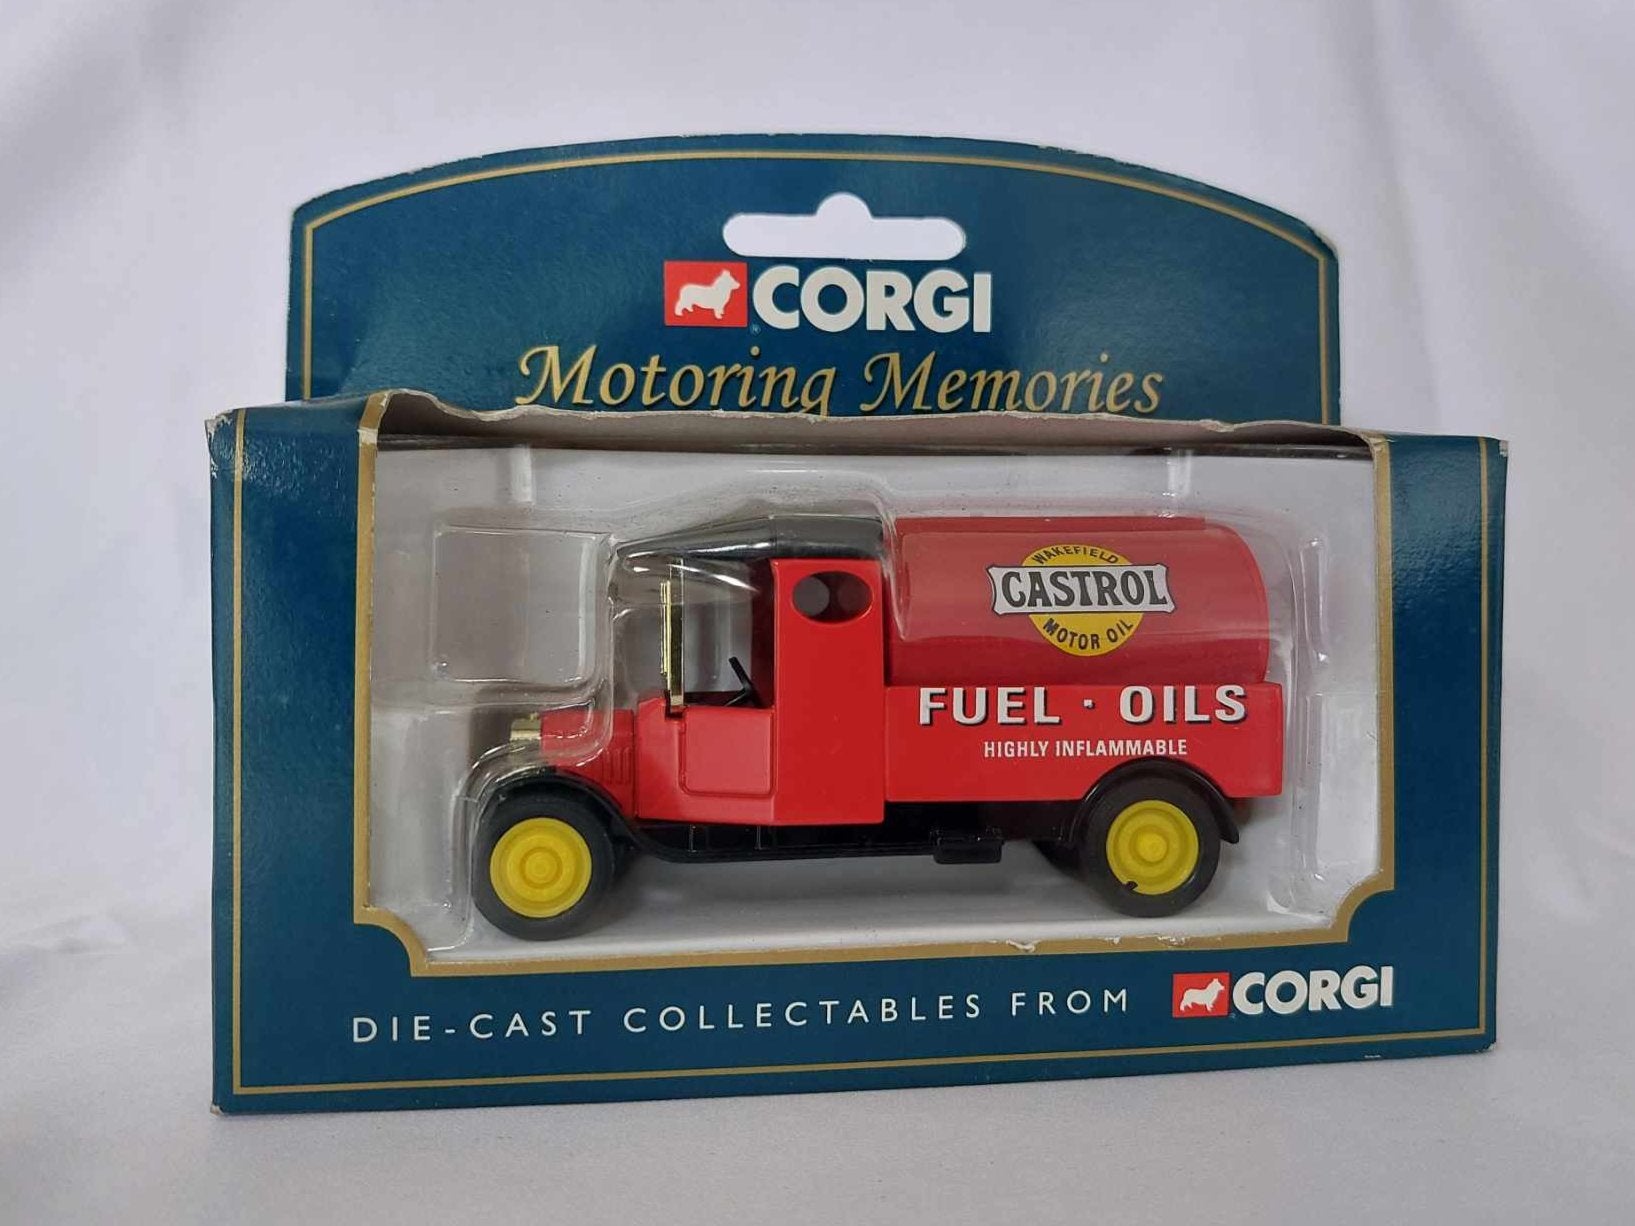 CORGI
Motoring Memories
WAKEFIELD
CASTROL
MOTOR OIL
FUEL · OILS
HIGHLY INFLAMMABLE
DIE-CAST COLLECTABLES FROM CORGI